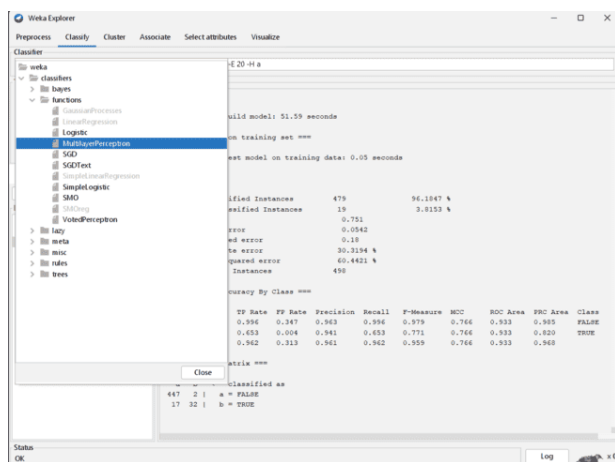 Weka Explorer
Preprocess Classify Cluster Associate Select attributes Visualize
Classifier
weka
-E 20 -H a
classifiers
bayes
functions
GaussianProcesses
LinearRegression
Logistic
MultilayerPerceptron
SGD
SGDText
SimpleLinearRegression
SimpleLogistic
SMO
SMOreg
VotedPerceptron
lazy
meta
misc
rules
trees
Close
uild model: 51.59 seconds
on training set ===
est model on training data: 0.05 seconds
ified Instances 479 96.1847 %
ssified Instances 19 3.8153 %
0.751
rror 0.0542
ed error 0.18
te error 30.3194 %
quared error 60.4421 %
Instances 498
curacy By Class ===
TP Rate FP Rate Precision Recall F-Measure MCC ROC Area PRC Area Class
0.996 0.347 0.963 0.996 0.979 0.766 0.933 0.985 FALSE
0.653 0.004 0.941 0.653 0.771 0.766 0.933 0.820 TRUE
0.962 0.313 0.961 0.962 0.959 0.766 0.933 0.968
atrix ===
classified as
447 2 | a = FALSE
17 32 | b = TRUE
Status
OK
Log
x 0